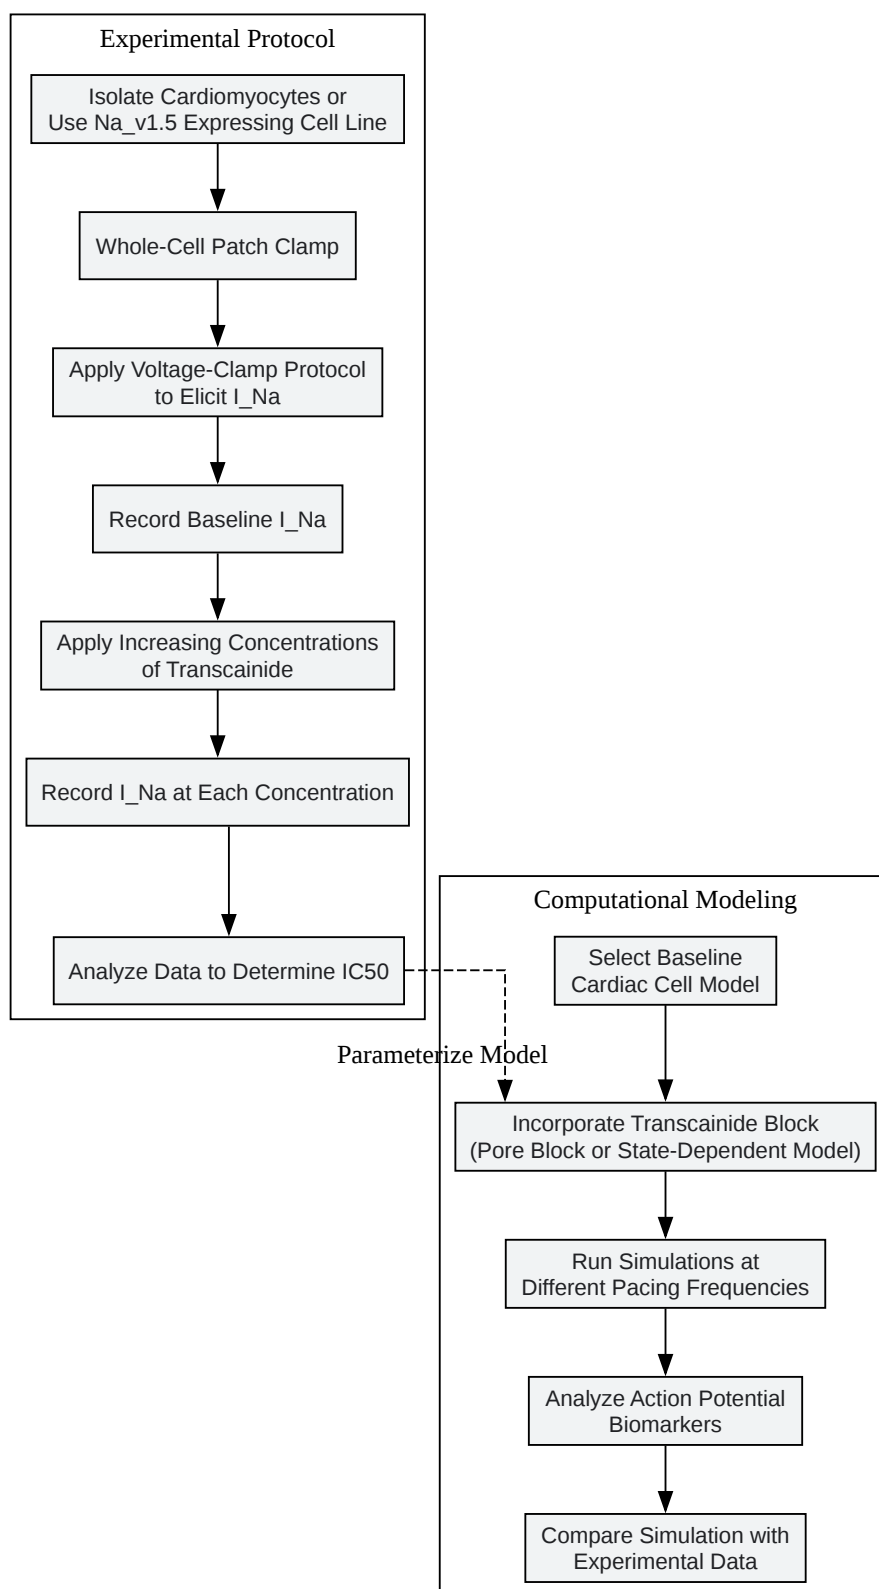 Experimental Protocol
Isolate Cardiomyocytes or
Use Na_v1.5 Expressing Cell Line
Whole-Cell Patch Clamp
Apply Voltage-Clamp Protocol
to Elicit I_Na
Record Baseline I_Na
Apply Increasing Concentrations
of Transcainide
Record I_Na at Each Concentration
Analyze Data to Determine IC50
Parameterize Model
Computational Modeling
Select Baseline
Cardiac Cell Model
Incorporate Transcainide Block
(Pore Block or State-Dependent Model)
Run Simulations at
Different Pacing Frequencies
Analyze Action Potential
Biomarkers
Compare Simulation with
Experimental Data